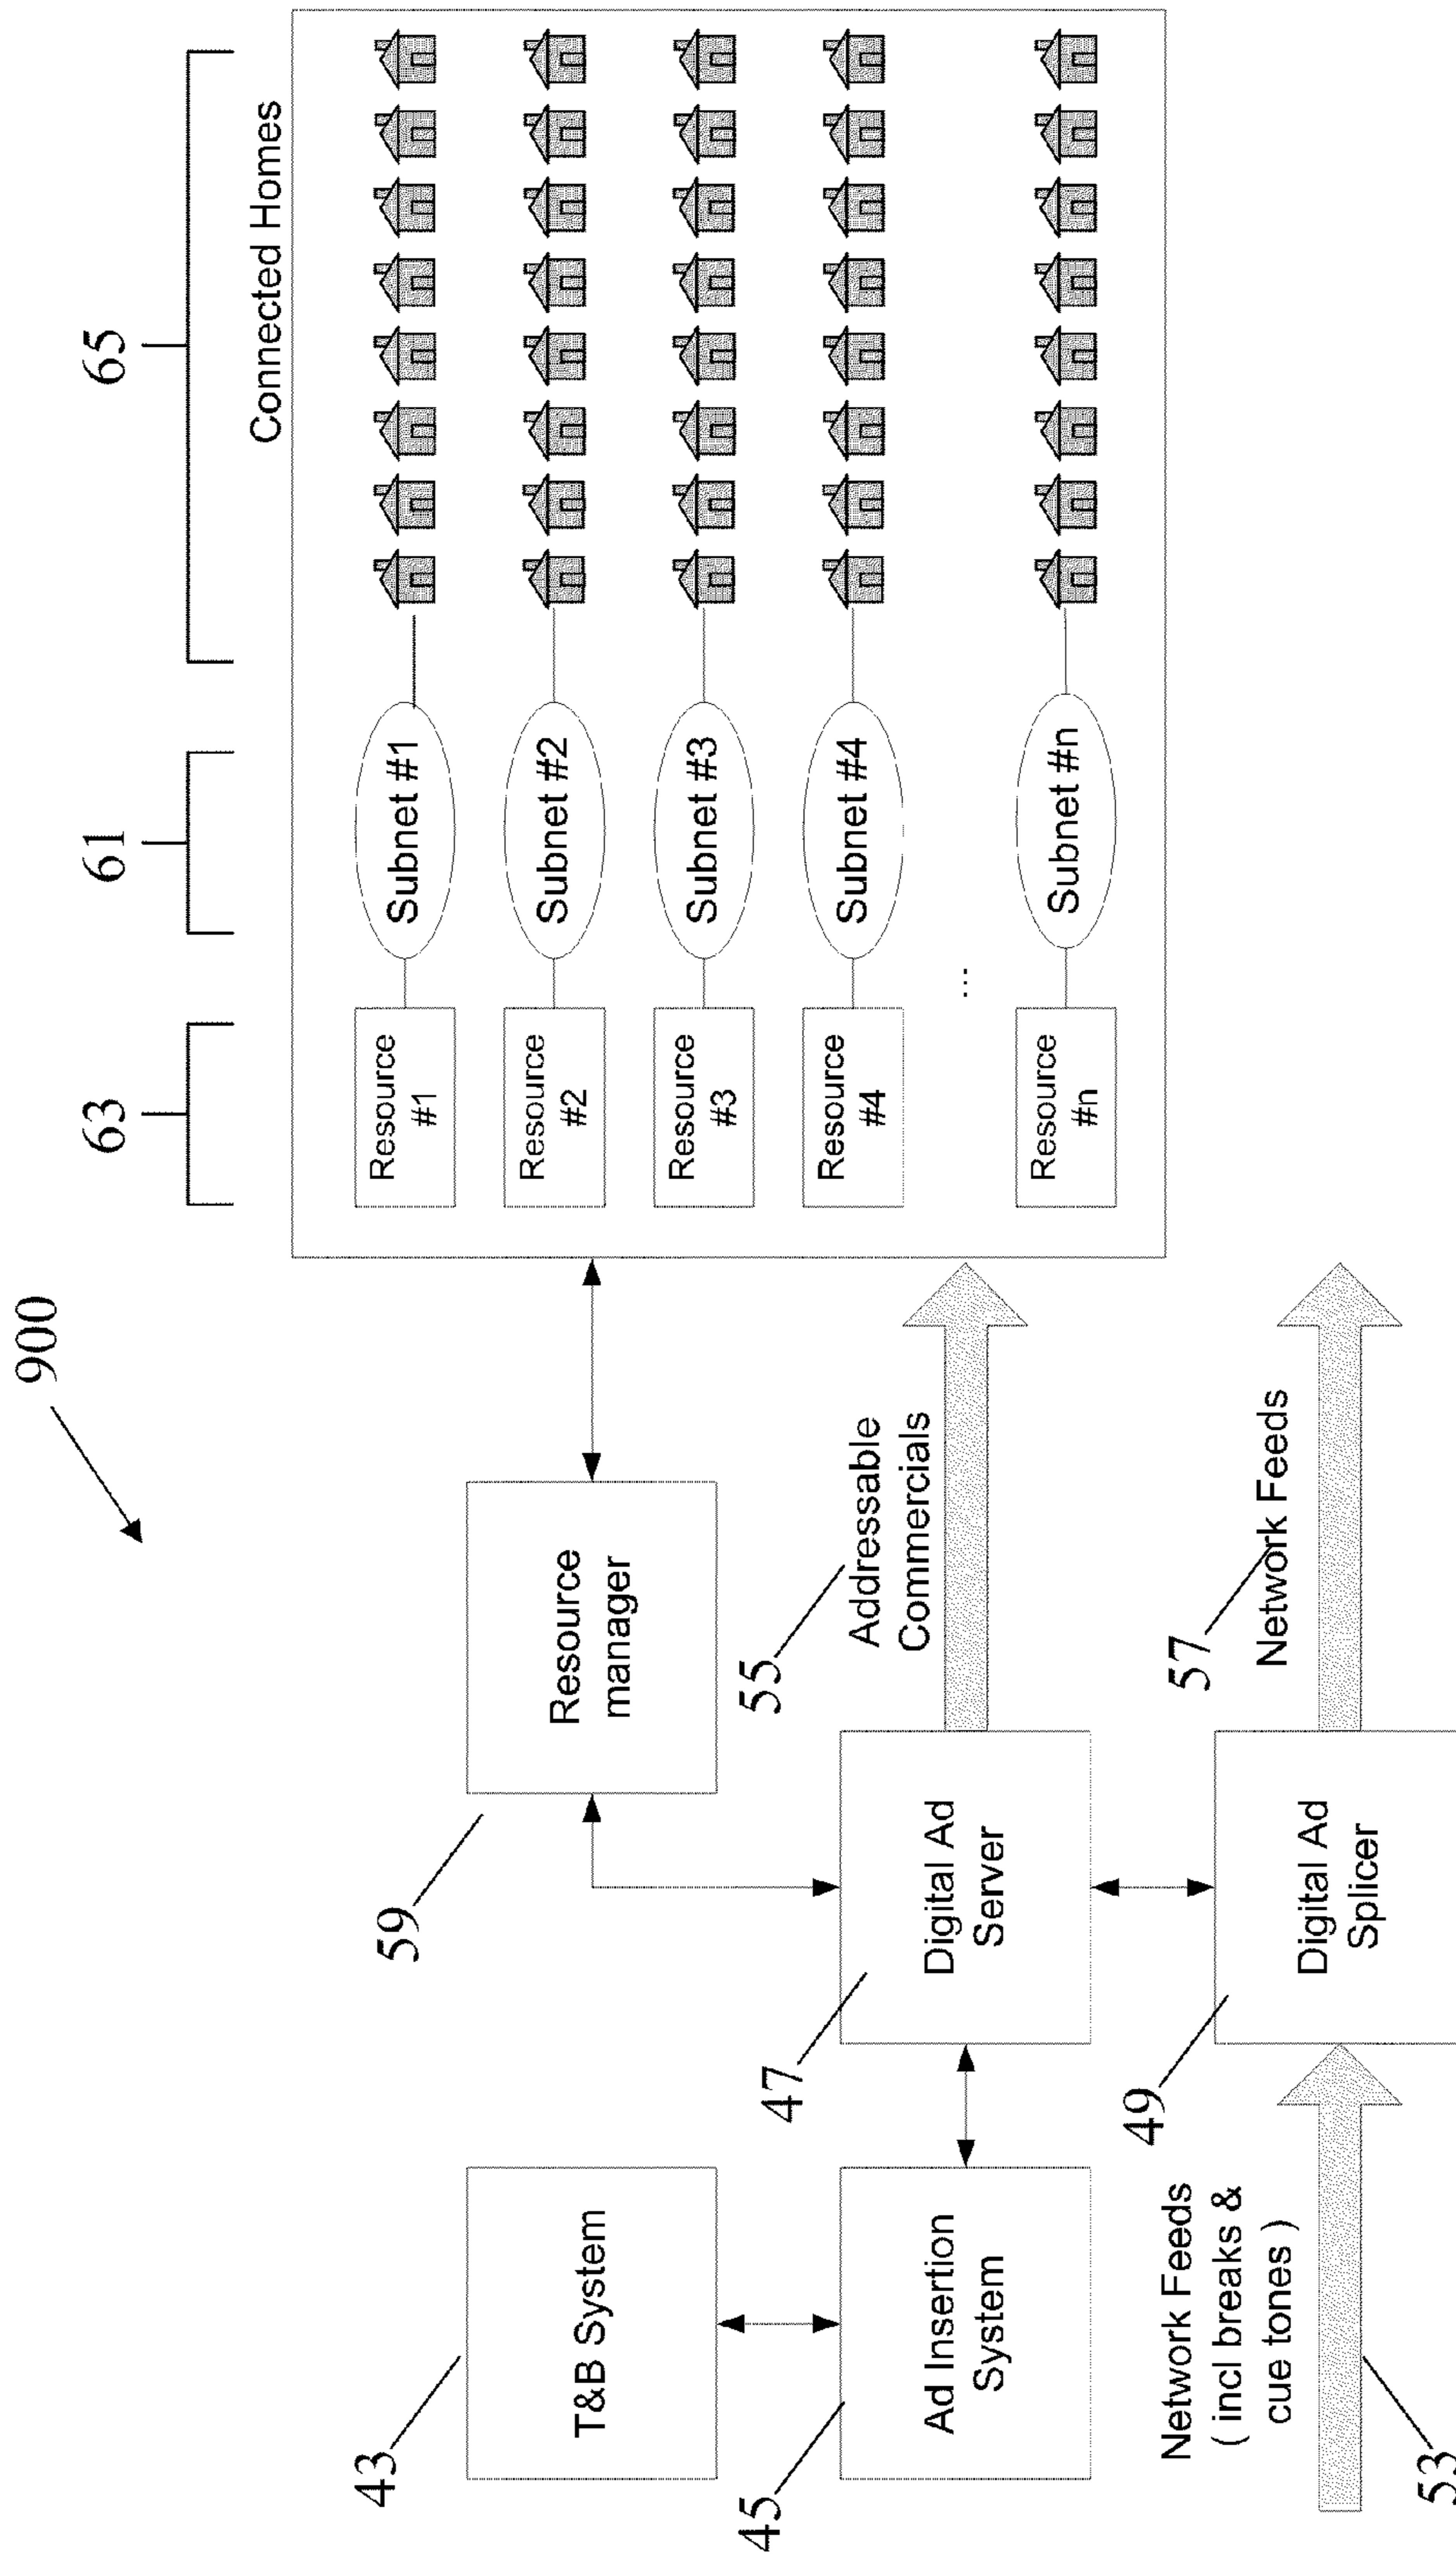 900
63
61
65
Connected Homes
Resource
#1
Subnet #1
Resource
#2
Subnet #2
Resource
#3
Subnet #3
Resource
#4
Subnet #4
...
Resource
#n
Subnet #n
43
T&B System
59
Resource
manager
45
Ad Insertion
System
47
Digital Ad
Server
55
Addressable
Commercials
53
Network Feeds
( incl breaks &
cue tones )
49
Digital Ad
Splicer
57
Network Feeds